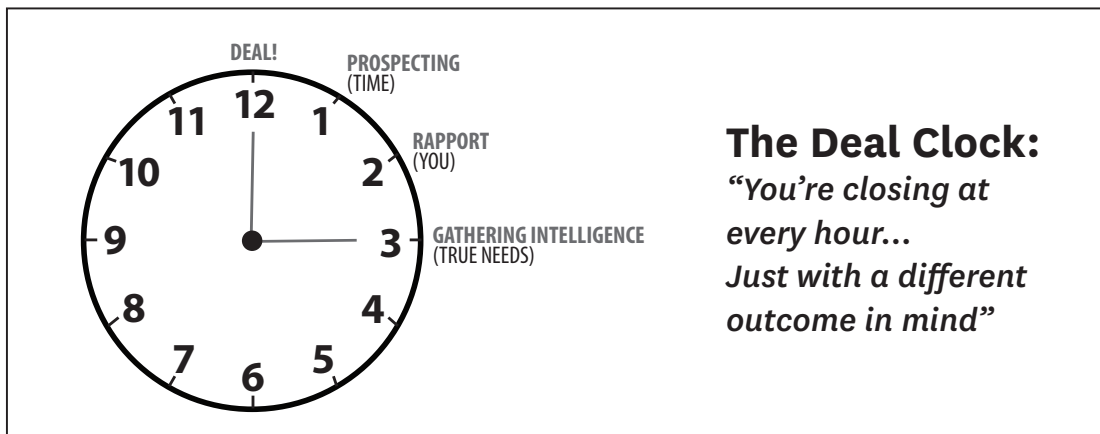 DEAL!
PROSPECTING
(TIME)
RAPPORT
(YOU)
GATHERING INTELLIGENCE
(TRUE NEEDS)
12
1
2
3
4
5
6
7
8
9
10
11
The Deal Clock:
“You’re closing at
every hour...
Just with a different
outcome in mind”